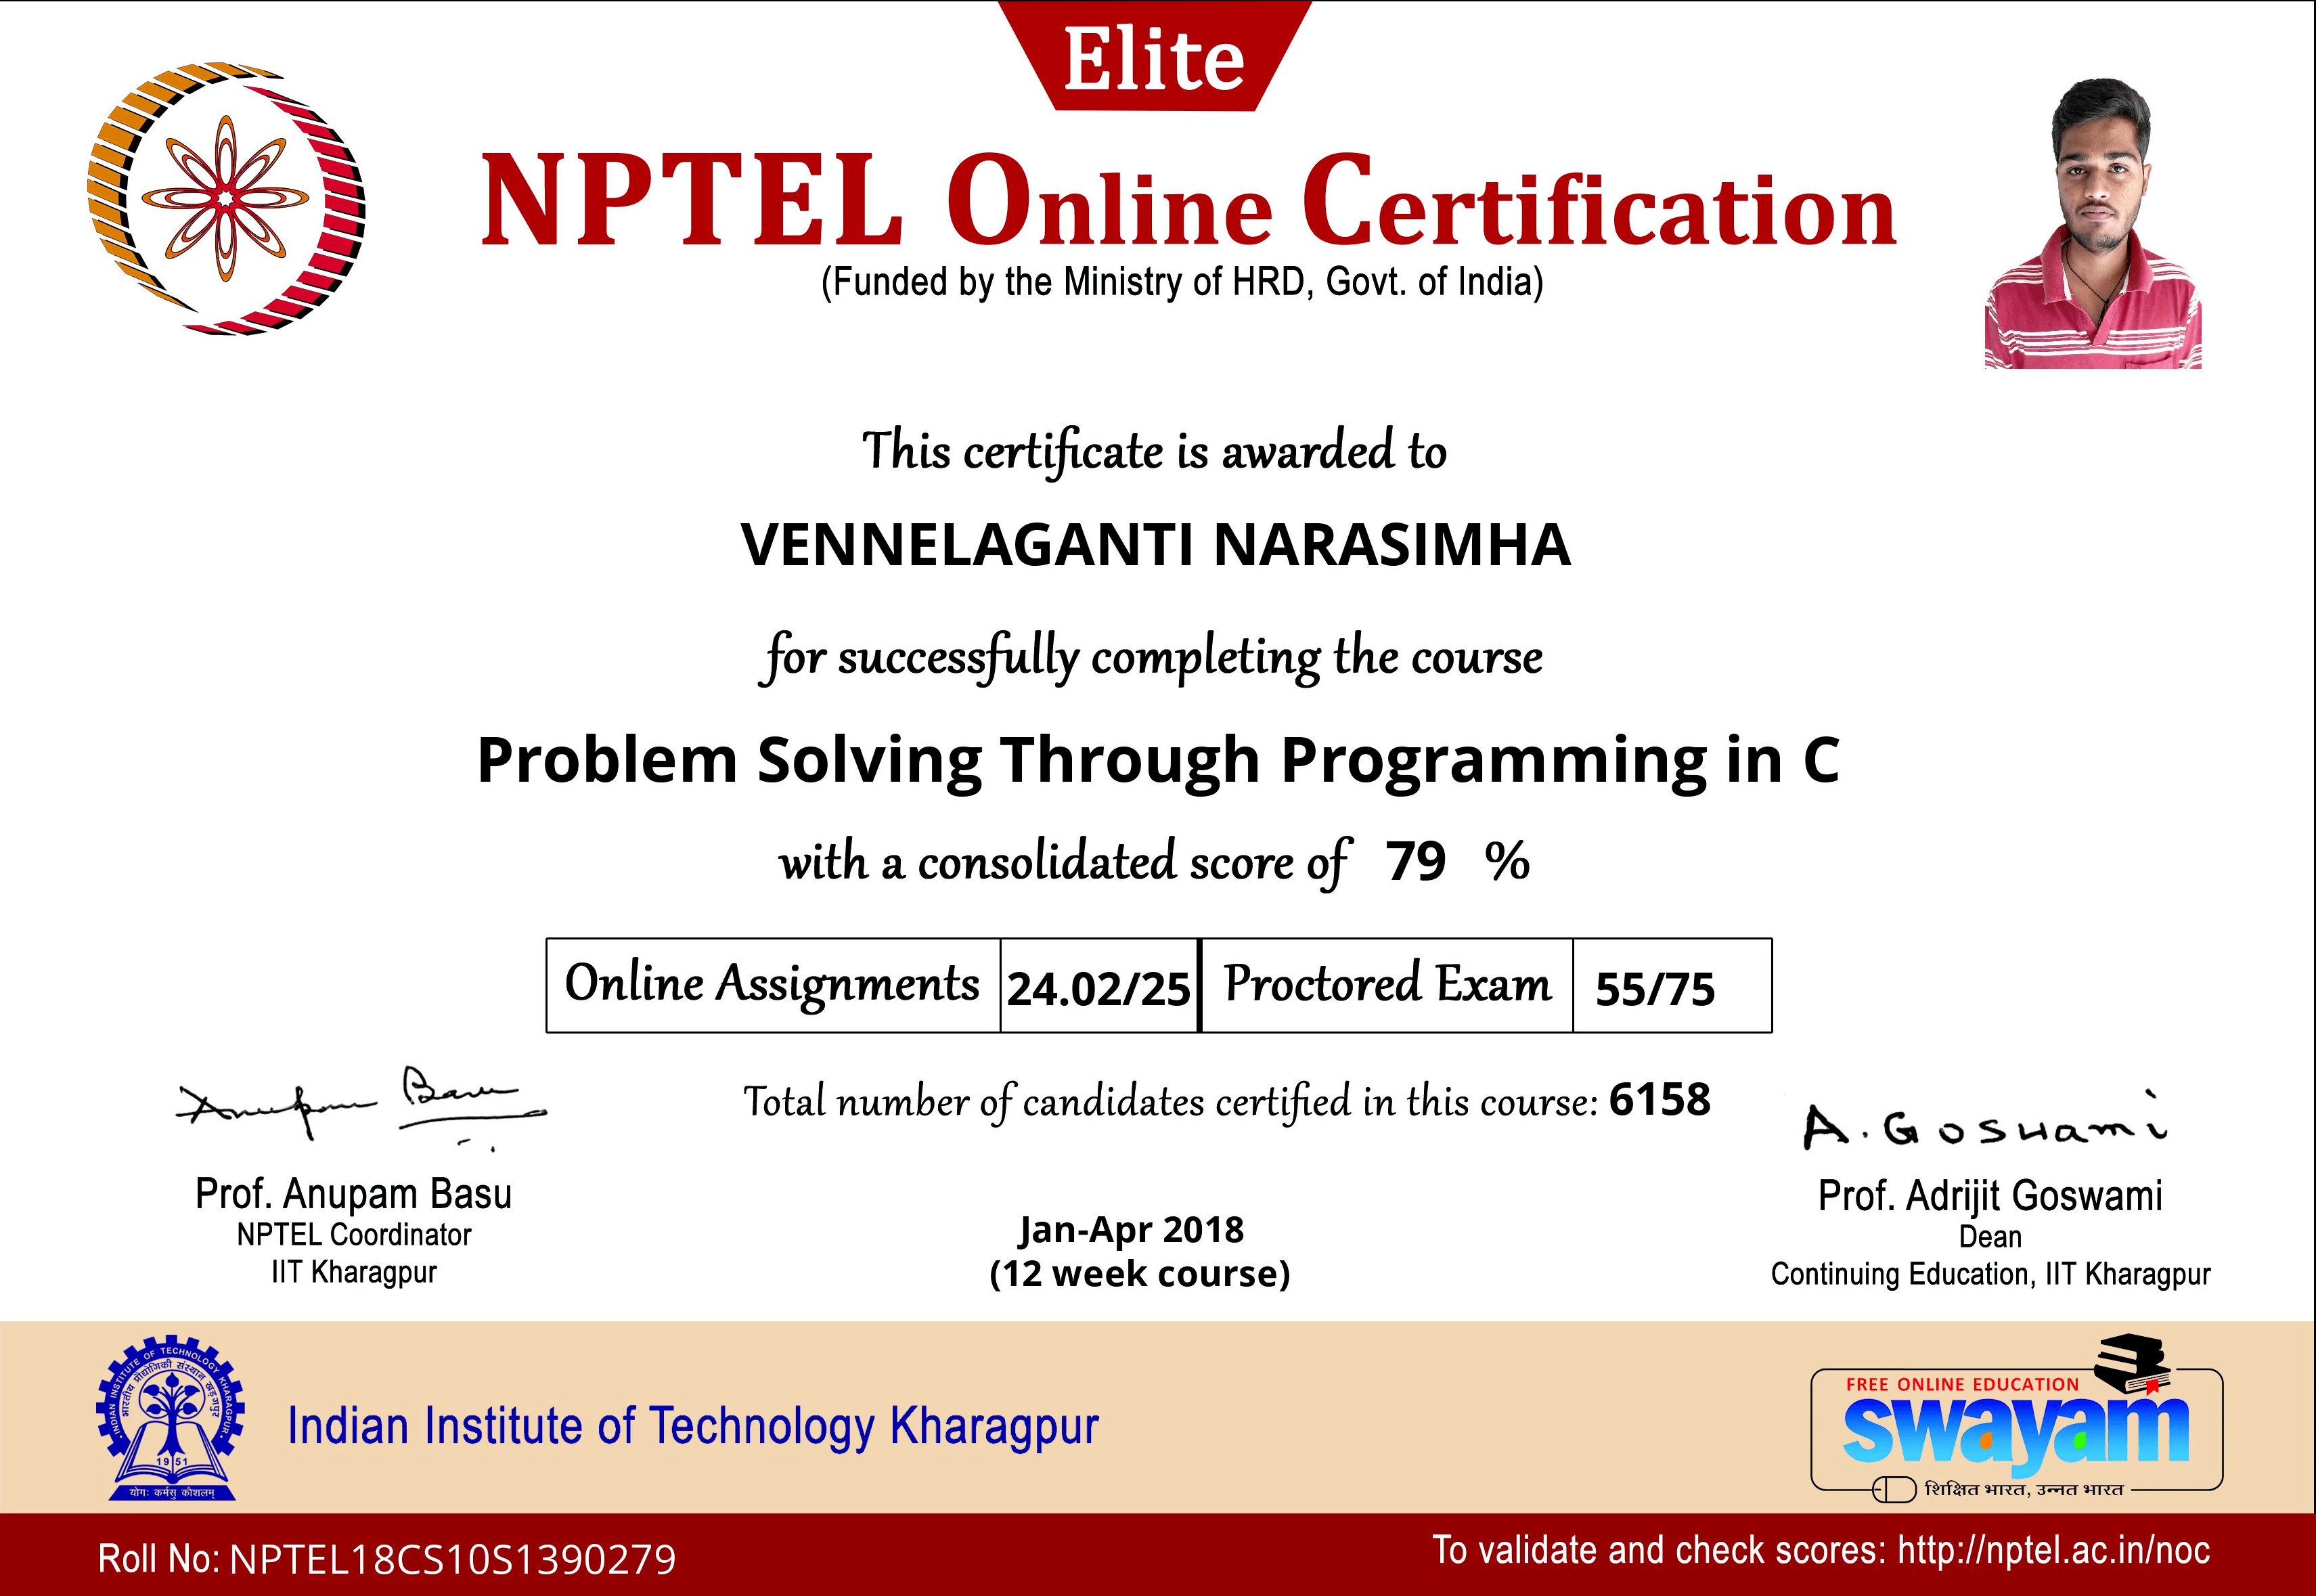 Elite
NPTEL Online Certification
(Funded by the Ministry of HRD, Govt. of India)
This certificate is awarded to
VENNELAGANTI NARASIMHA
for successfully completing the course
Problem Solving Through Programming in C
with a consolidated score of 79 %
Online Assignments 24.02/25 Proctored Exam 55/75
Total number of candidates certified in this course: 6158
Anupam Basu
A. Goswami
Prof. Anupam Basu
NPTEL Coordinator
IIT Kharagpur
Jan-Apr 2018
(12 week course)
Prof. Adrijit Goswami
Dean
Continuing Education, IIT Kharagpur
INDIAN INSTITUTE OF TECHNOLOGY KHARAGPUR
भारतीय प्रौद्योगिकी संस्थान खड़गपुर
1951
योगः कर्मसु कौशलम्
Indian Institute of Technology Kharagpur
FREE ONLINE EDUCATION
swayam
शिक्षित भारत, उन्नत भारत
Roll No: NPTEL18CS10S1390279
To validate and check scores: http://nptel.ac.in/noc